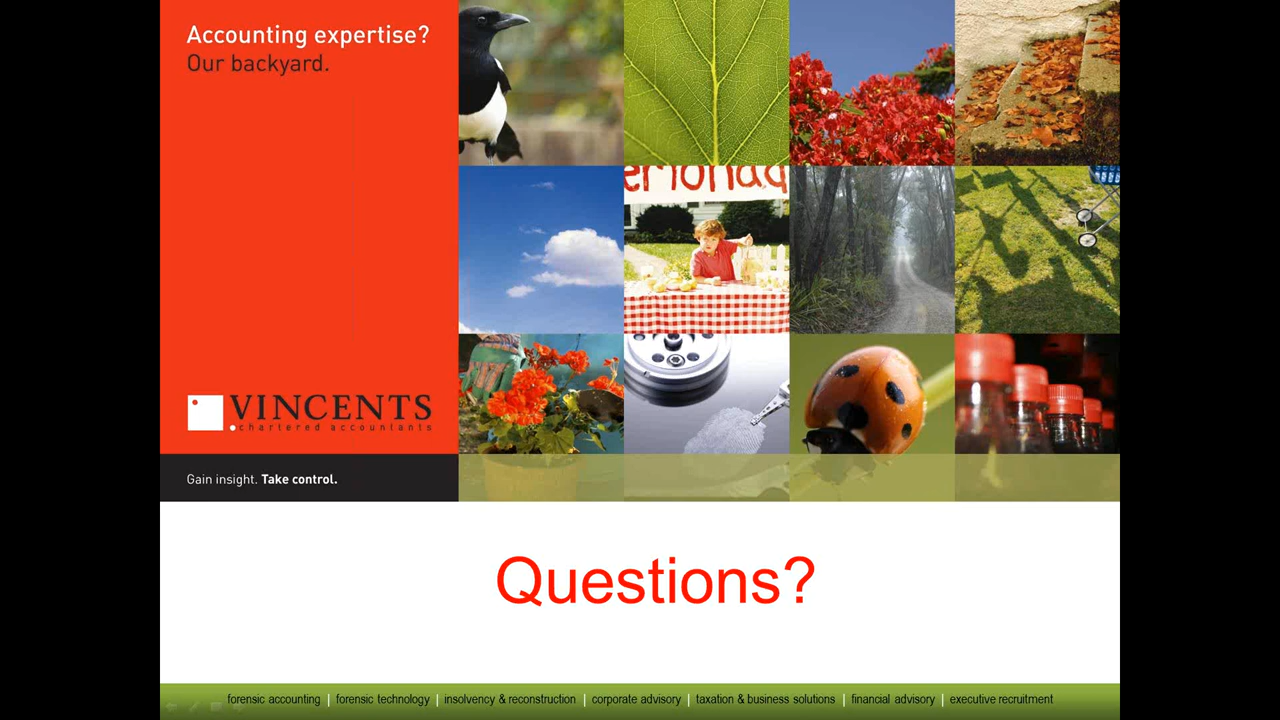 Accounting expertise?
Our backyard.
emonad
VINCENTS
.chartered accountants
Gain insight. Take control.
Questions?
forensic accounting | forensic technology | insolvency & reconstruction | corporate advisory | taxation & business solutions | financial advisory | executive recruitment